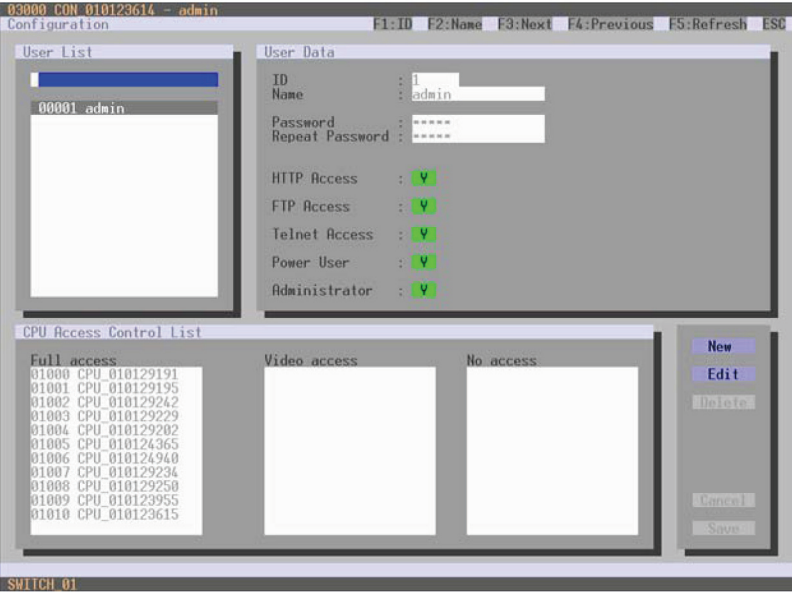 03000 CON_010123614 - admin
Configuration F1:ID F2:Name F3:Next F4:Previous F5:Refresh ESC
User List
00001 admin
User Data
ID : 1
Name : admin
Password : *****
Repeat Password : *****
HTTP Access : Y
FTP Access : Y
Telnet Access : Y
Power User : Y
Administrator : Y
CPU Access Control List
Full access
01000 CPU_010129191
01001 CPU_010129195
01002 CPU_010129242
01003 CPU_010129229
01004 CPU_010129202
01005 CPU_010124365
01006 CPU_010124940
01007 CPU_010129234
01008 CPU_010129250
01009 CPU_010123955
01010 CPU_010123615
Video access
No access
New
Edit
Delete
Cancel
Save
SWITCH_01